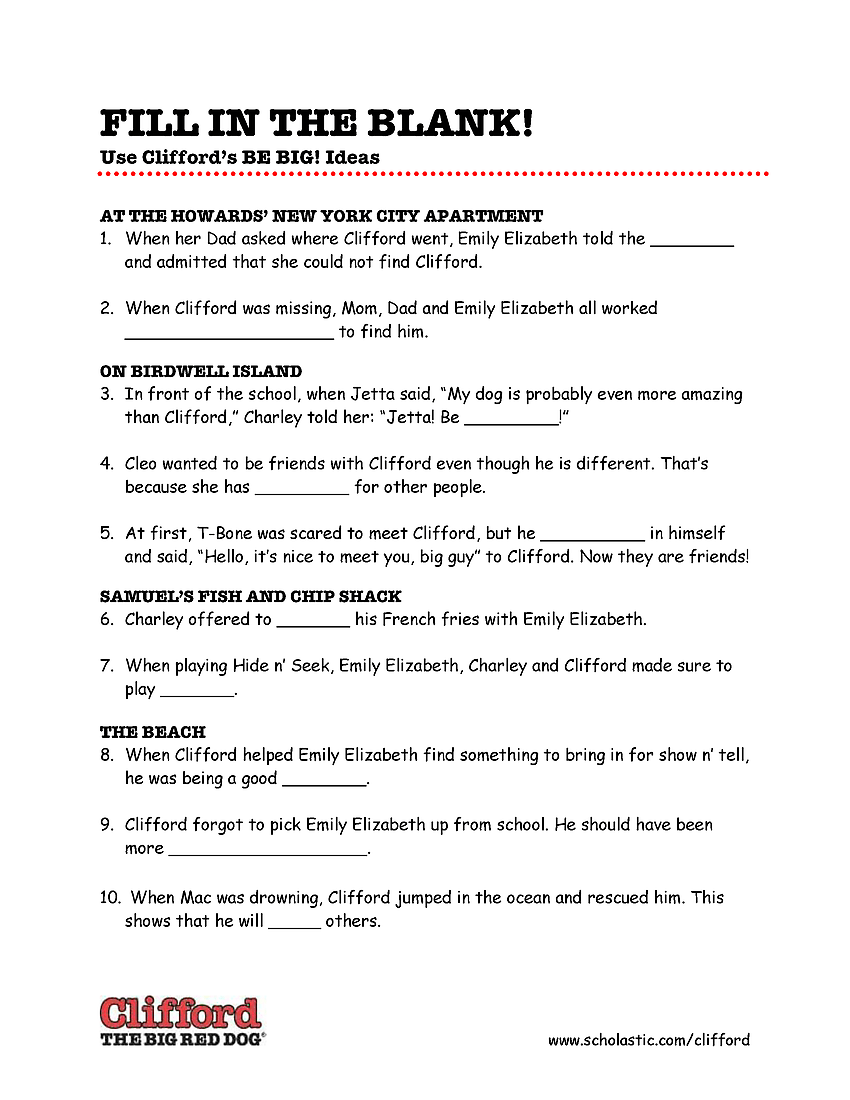 FILL IN THE BLANK!
Use Clifford's BE BIG! Ideas
AT THE HOWARDS' NEW YORK CITY APARTMENT
1. When her Dad asked where Clifford went, Emily Elizabeth told the ________
and admitted that she could not find Clifford.
2. When Clifford was missing, Mom, Dad and Emily Elizabeth all worked
____________________ to find him.
ON BIRDWELL ISLAND
3. In front of the school, when Jetta said, “My dog is probably even more amazing
than Clifford,” Charley told her: “Jetta! Be _________!”
4. Cleo wanted to be friends with Clifford even though he is different. That's
because she has _________ for other people.
5. At first, T-Bone was scared to meet Clifford, but he __________ in himself
and said, “Hello, it's nice to meet you, big guy” to Clifford. Now they are friends!
SAMUEL'S FISH AND CHIP SHACK
6. Charley offered to _______ his French fries with Emily Elizabeth.
7. When playing Hide n' Seek, Emily Elizabeth, Charley and Clifford made sure to
play _______.
THE BEACH
8. When Clifford helped Emily Elizabeth find something to bring in for show n' tell,
he was being a good ________.
9. Clifford forgot to pick Emily Elizabeth up from school. He should have been
more ___________________.
10. When Mac was drowning, Clifford jumped in the ocean and rescued him. This
shows that he will _____ others.
Clifford
THE BIG RED DOG®
www.scholastic.com/clifford